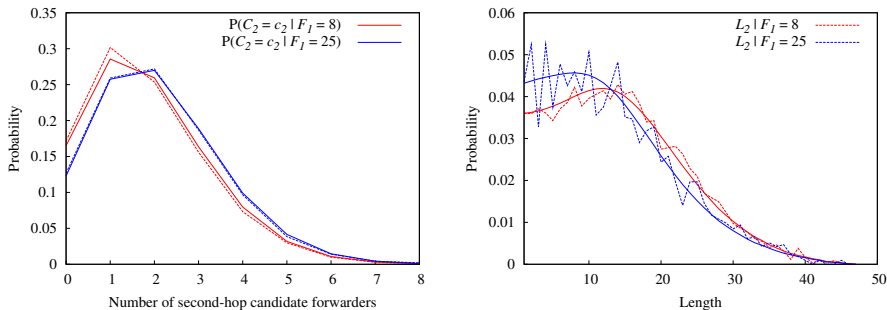 P(C2 = c2 | F1 = 8)
P(C2 = c2 | F1 = 25)
0.35
0.3
0.25
0.2
0.15
0.1
0.05
0
Probability
0 1 2 3 4 5 6 7 8
Number of second-hop candidate forwarders
L2 | F1 = 8
L2 | F1 = 25
0.06
0.05
0.04
0.03
0.02
0.01
0
Probability
10 20 30 40 50
Length